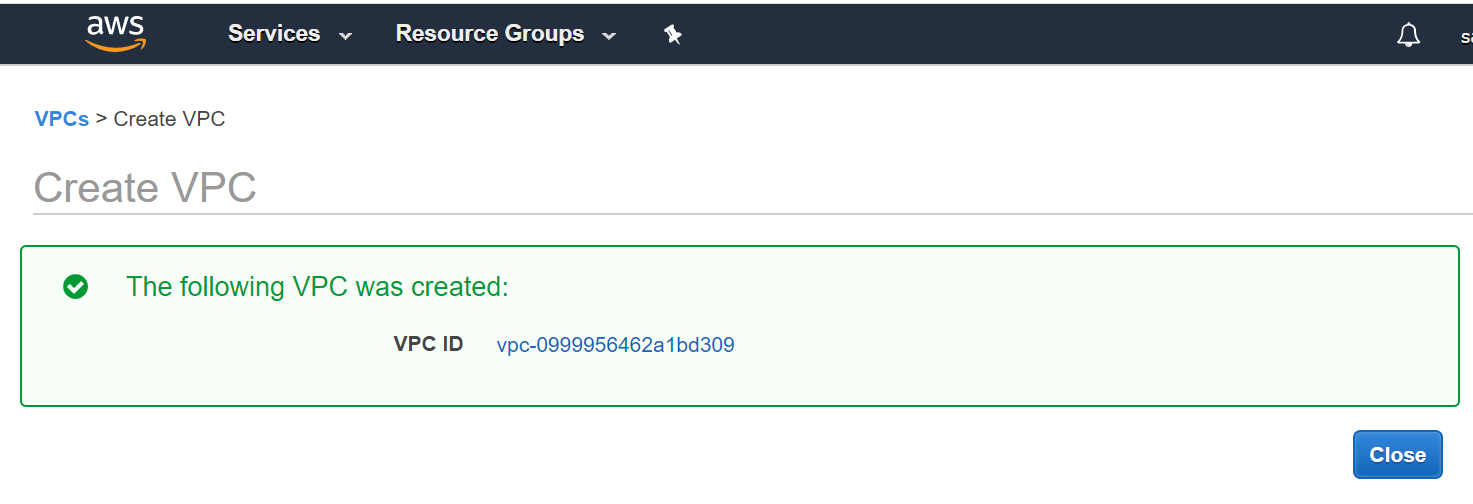 aws Services Resource Groups
VPCs > Create VPC
Create VPC
The following VPC was created:
VPC ID vpc-0999956462a1bd309
Close